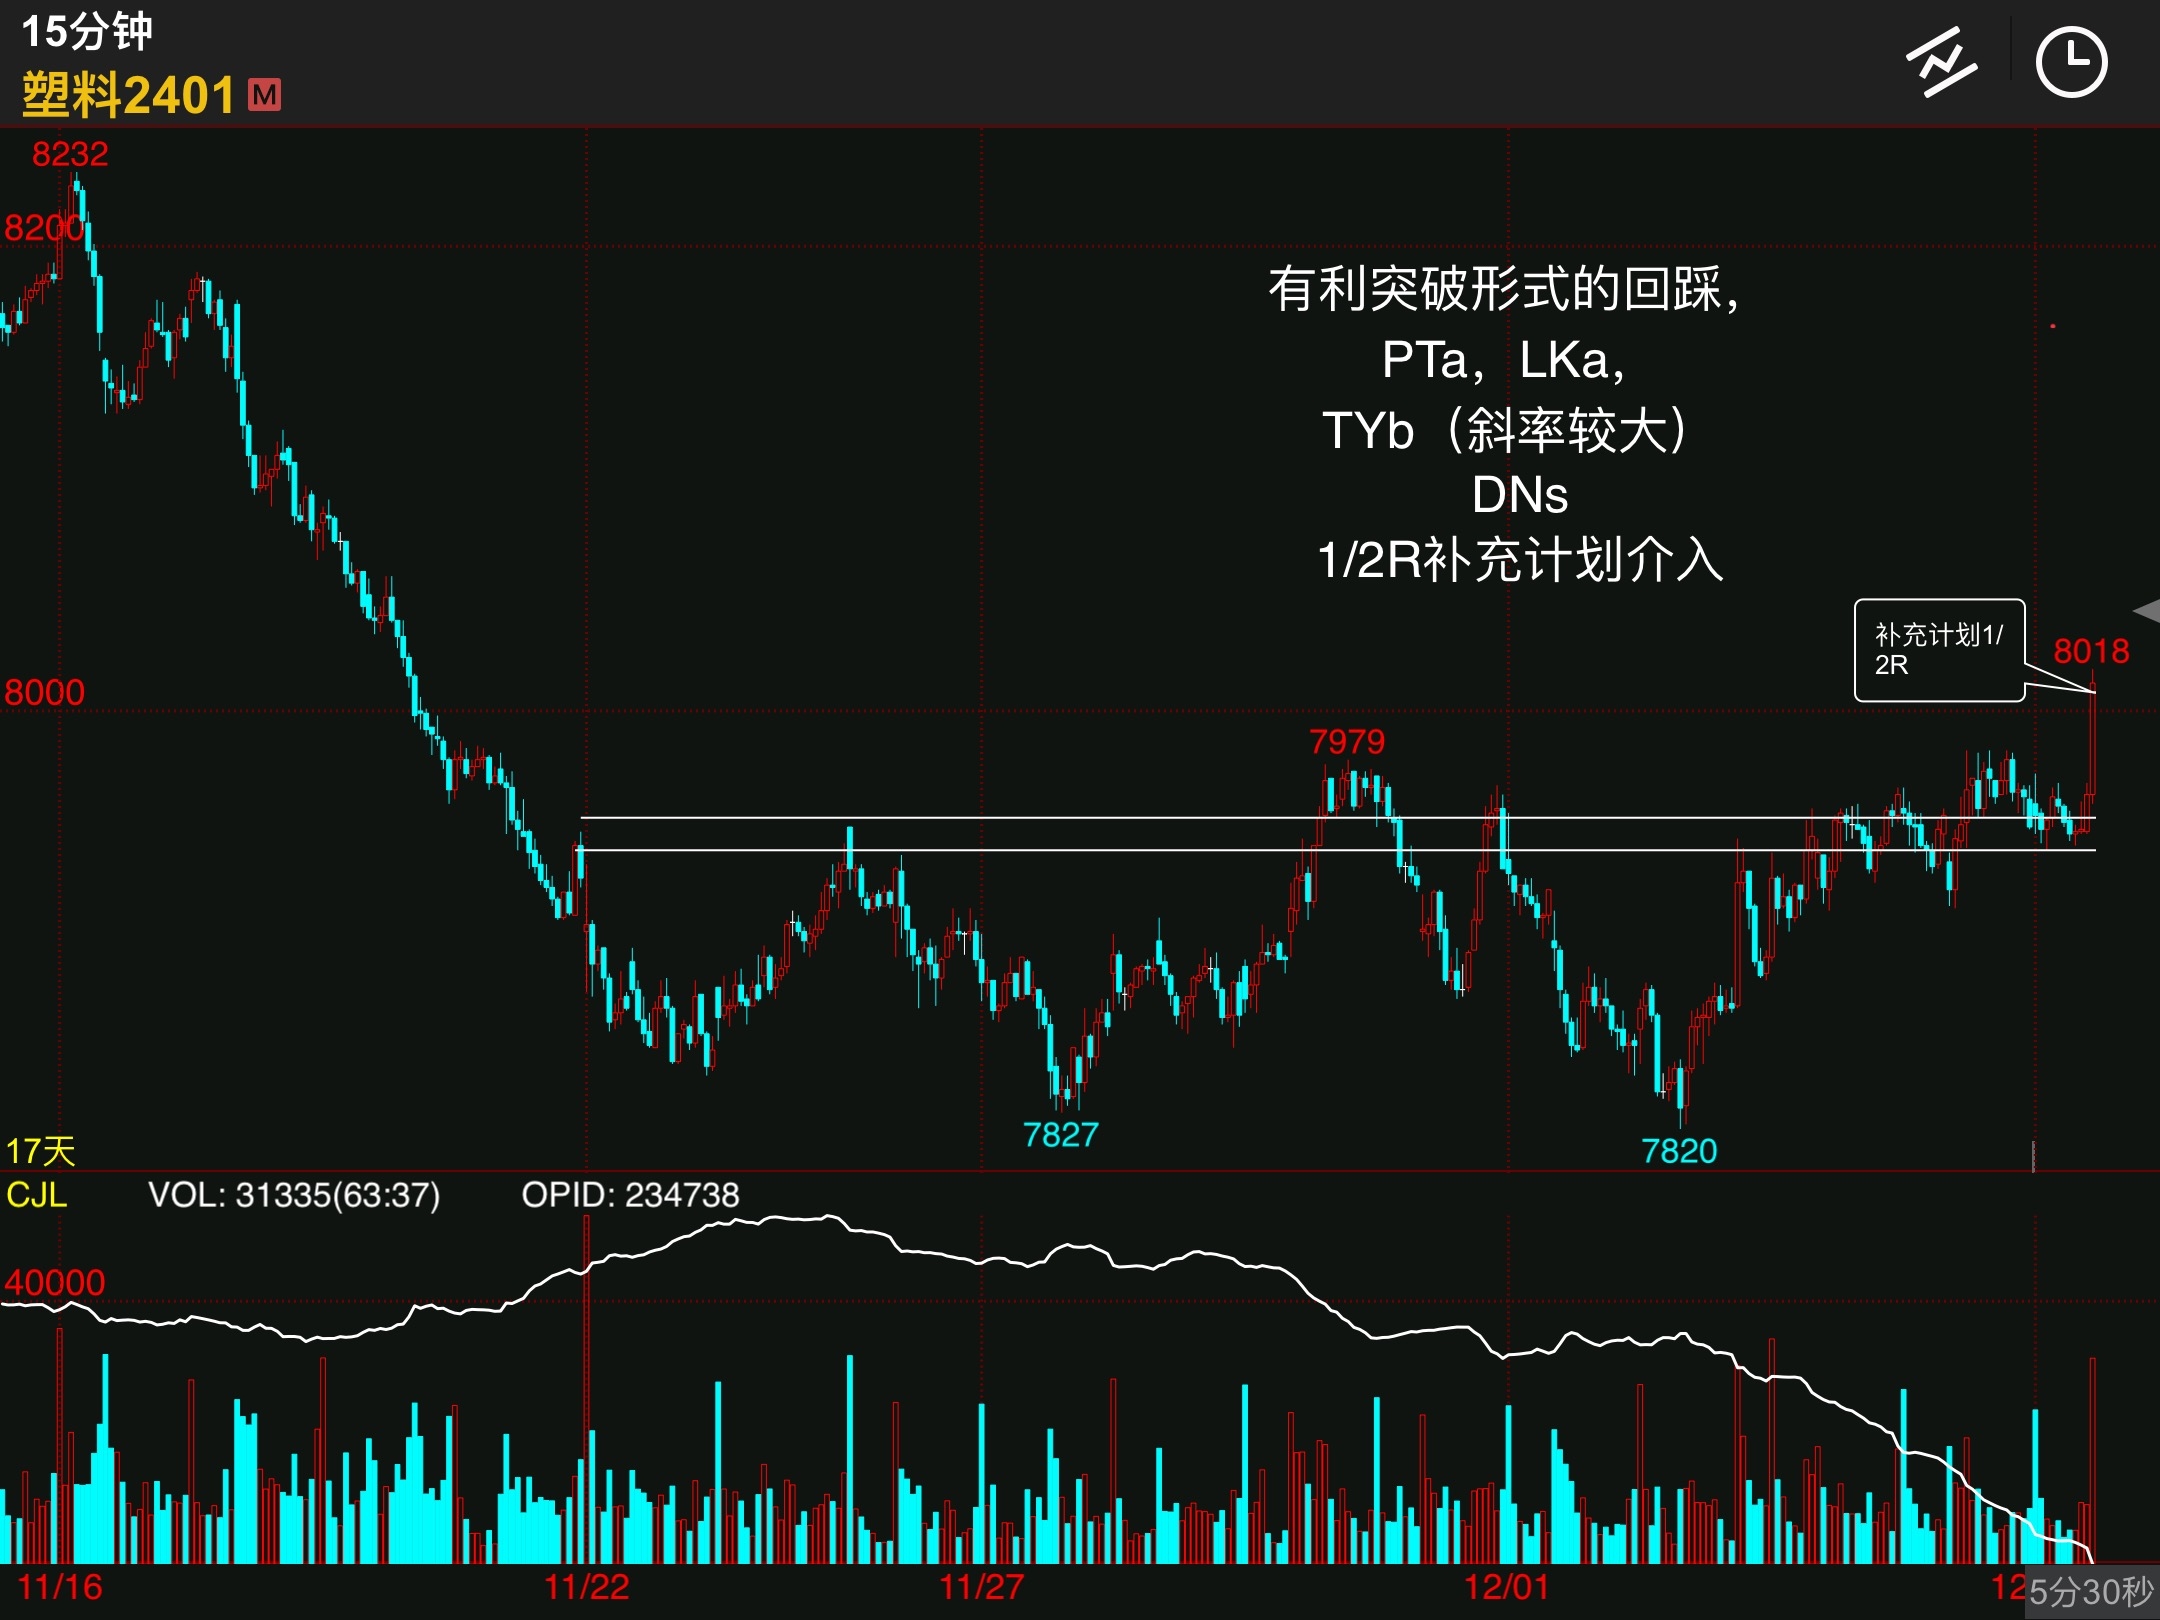 15分钟
塑料2401 M
8232
8200
有利突破形式的回踩，
PTa，LKa，
TYb（斜率较大）
DNs
1/2R补充计划介入
补充计划1/
2R
8018
8000
7979
7827
7820
17天
CJL VOL: 31335(63:37) OPID: 234738
40000
11/16 11/22 11/27 12/01 12 5分30秒